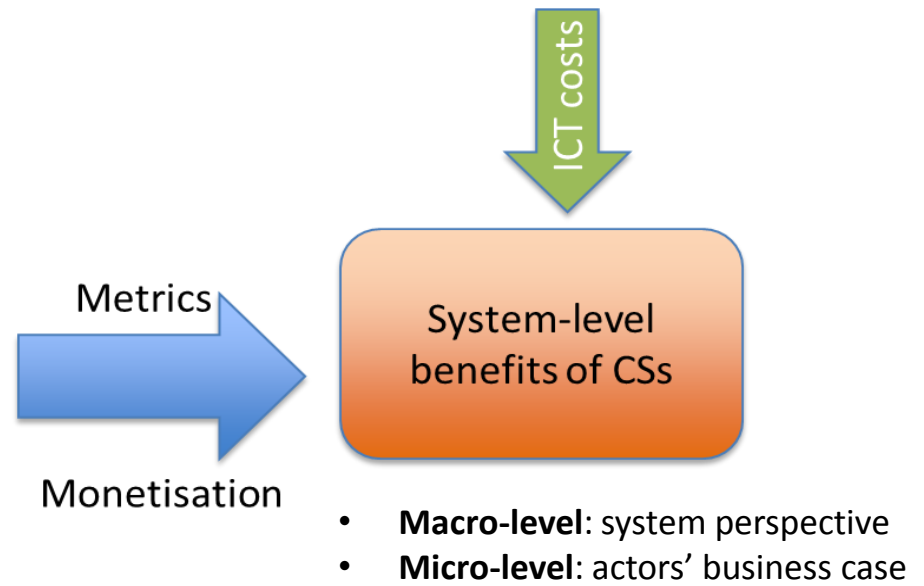 ICT costs
Metrics
System-level
benefits of CSs
Monetisation
• Macro-level: system perspective
• Micro-level: actors’ business case